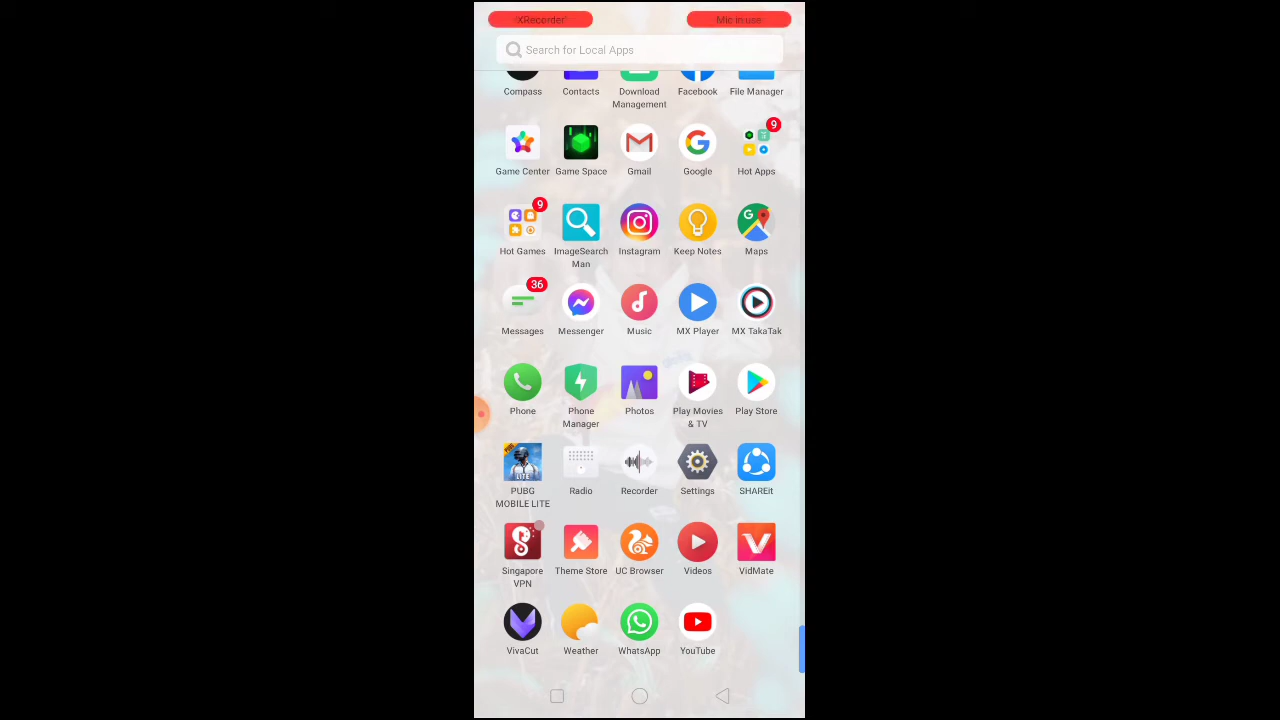 XRecorder Mic in use
Search for Local Apps
Compass Contacts Download Management Facebook File Manager
9
Game Center Game Space Gmail Google Hot Apps
9
G
Hot Games ImageSearch Man Instagram Keep Notes Maps
36
Messages Messenger Music MX Player MX TakaTak
Phone Phone Manager Photos Play Movies & TV Play Store
LITE
PUBG MOBILE LITE Radio Recorder Settings SHAREit
Singapore VPN Theme Store UC Browser Videos VidMate
VivaCut Weather WhatsApp YouTube